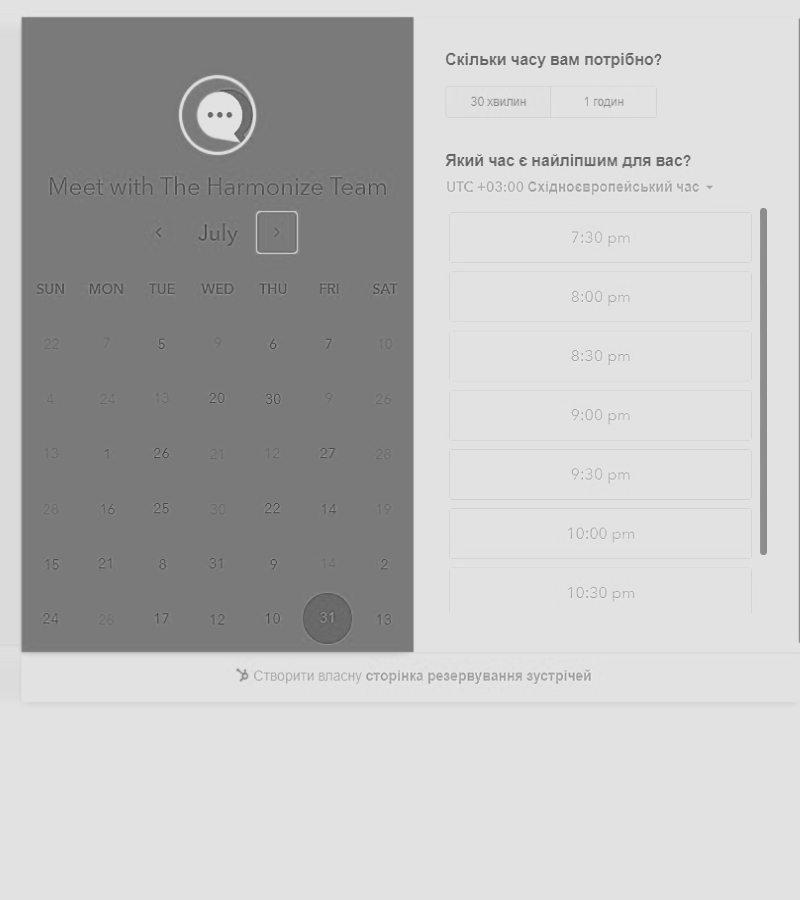 Meet with The Harmonize Team
July
SUN MON TUE WED THU FRI SAT
22 7 5 9 6 7 10
4 24 13 20 30 9 26
13 1 26 21 12 27 28
28 16 25 30 22 14 19
15 21 8 31 9 14 2
24 28 17 12 10 31 13
Скільки часу вам потрібно?
30 хвилин 1 годин
Який час є найліпшим для вас?
UTC +03:00 Східноєвропейський час
7:30 pm
8:00 pm
8:30 pm
9:00 pm
9:30 pm
10:00 pm
10:30 pm
Створити власну сторінка резервування зустрічей